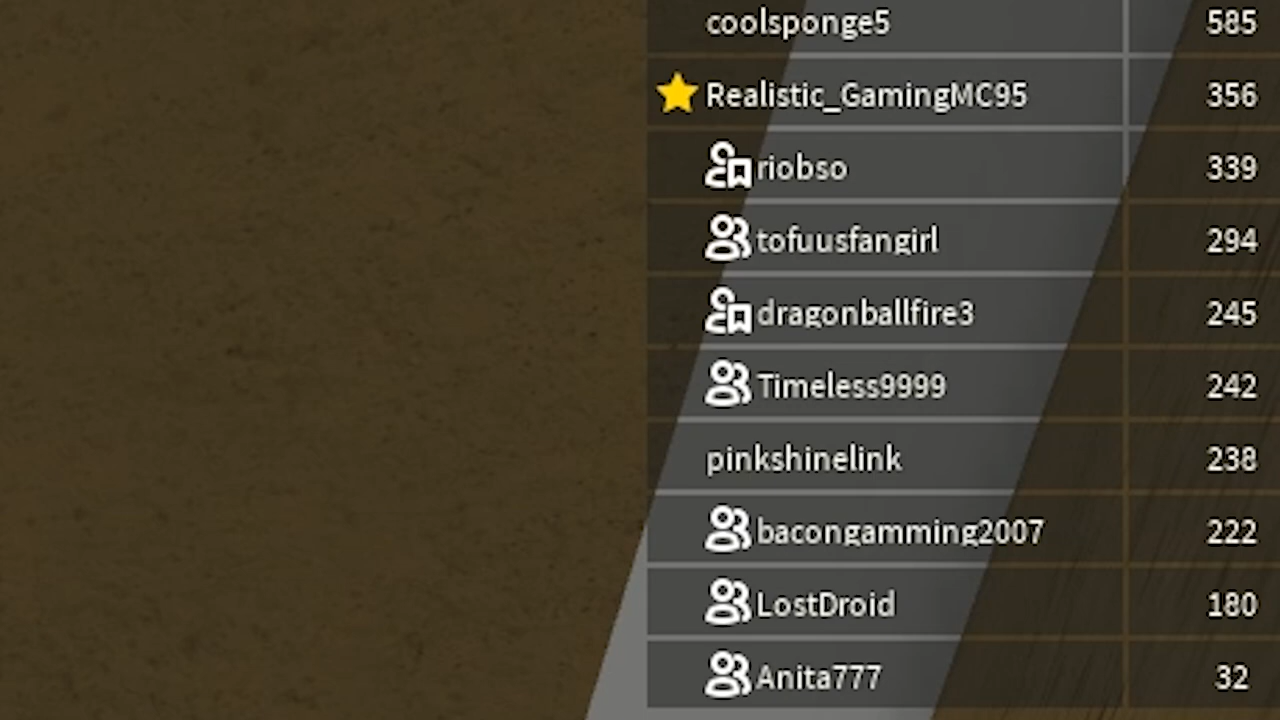 coolsponge5 585
Realistic_GamingMC95 356
riobso 339
tofuusfangirl 294
dragonballfire3 245
Timeless9999 242
pinkshinelink 238
bacongamming2007 222
LostDroid 180
Anita777 32